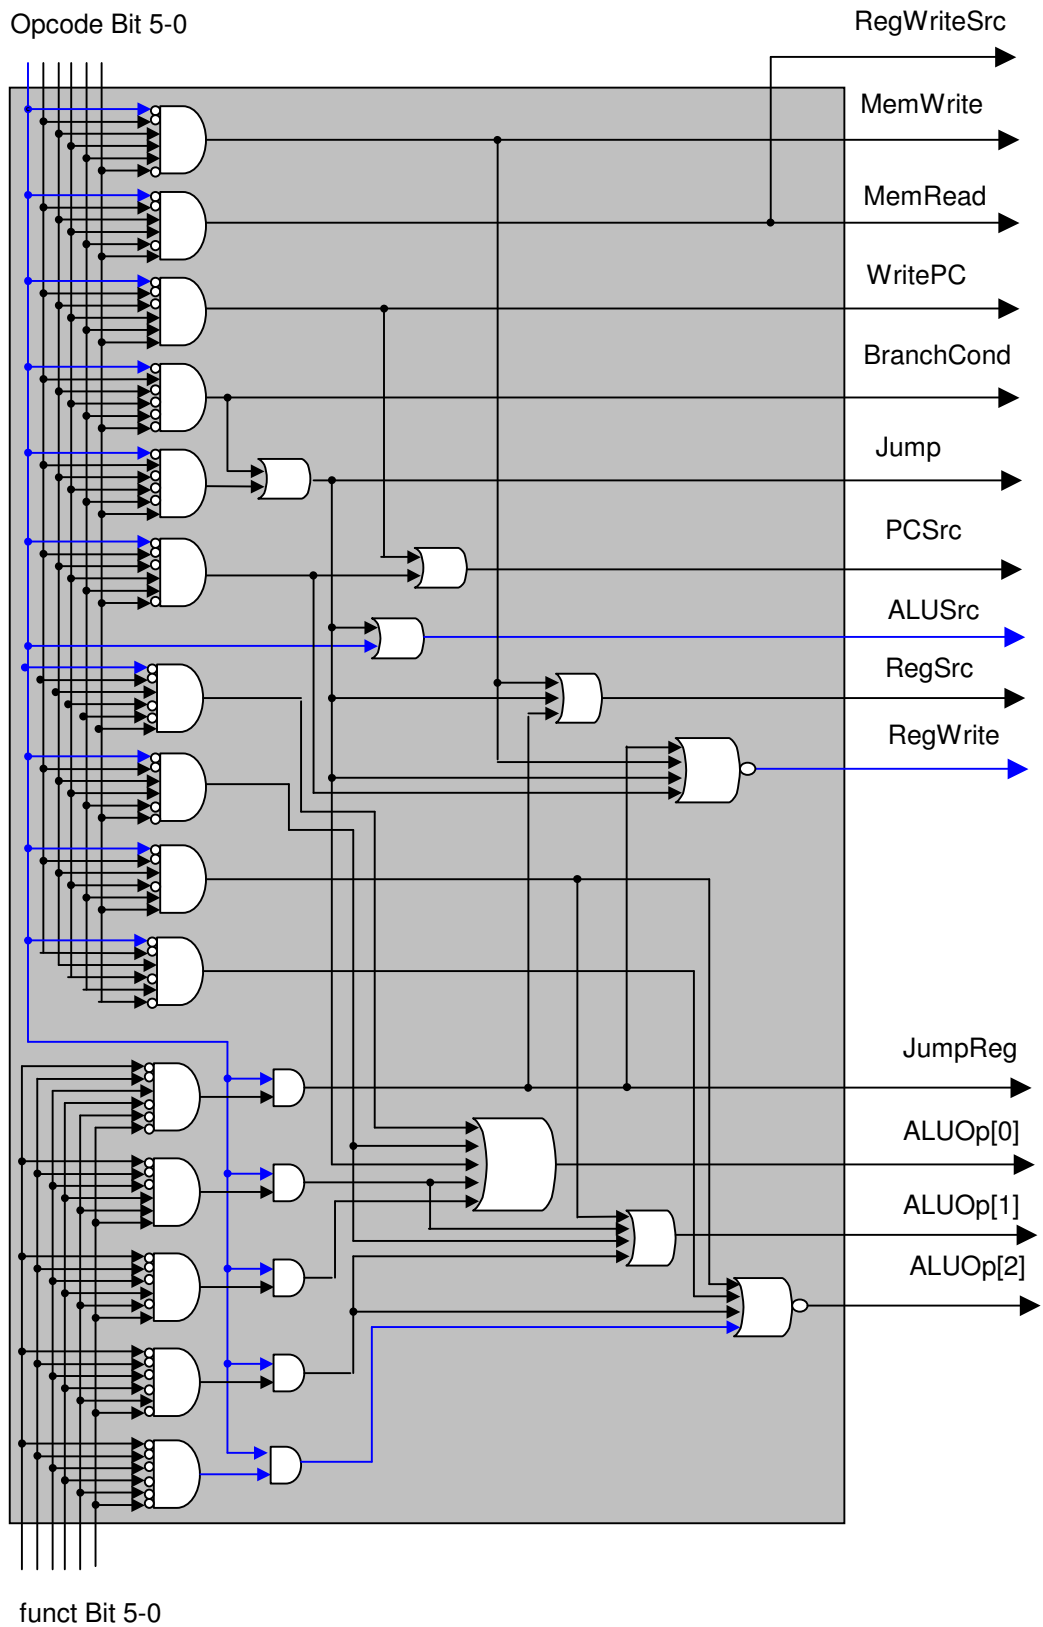 Opcode Bit 5-0
RegWriteSrc
MemWrite
MemRead
WritePC
BranchCond
Jump
PCSrc
ALUSrc
RegSrc
RegWrite
JumpReg
ALUOp[0]
ALUOp[1]
ALUOp[2]
funct Bit 5-0